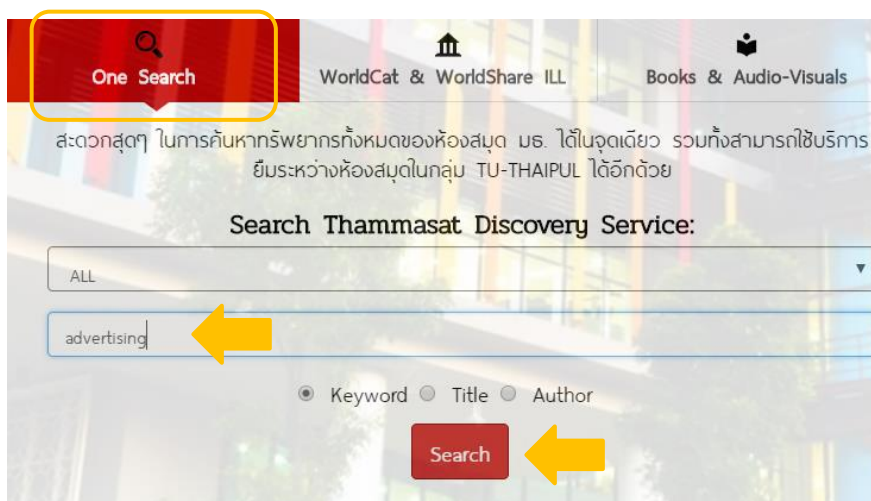 One Search
WorldCat & WorldShare ILL
Books & Audio-Visuals
สะดวกสุดๆ ในการค้นหาทรัพยากรทั้งหมดของห้องสมุด มธ. ได้ในจุดเดียว รวมทั้งสามารถใช้บริการ
ยืมระหว่างห้องสมุดในกลุ่ม TU-THAIPUL ได้อีกด้วย
Search Thammasat Discovery Service:
ALL
advertising
Keyword Title Author
Search